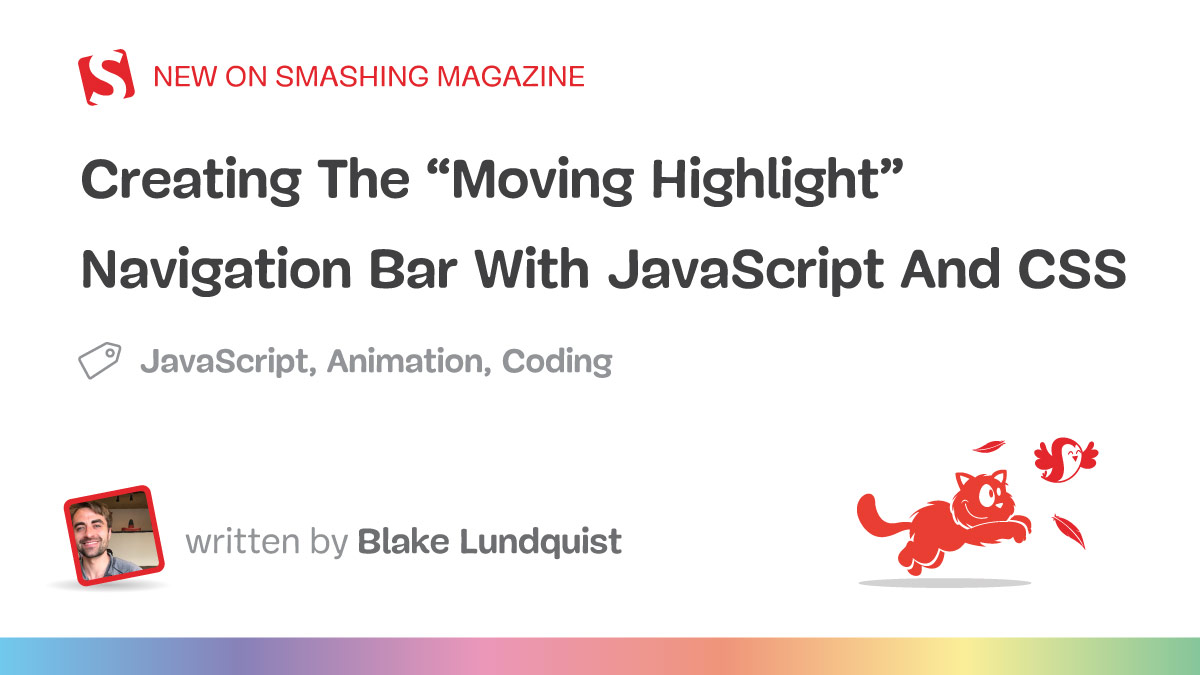 NEW ON SMASHING MAGAZINE
Creating The “Moving Highlight”
Navigation Bar With JavaScript And CSS
JavaScript, Animation, Coding
written by Blake Lundquist